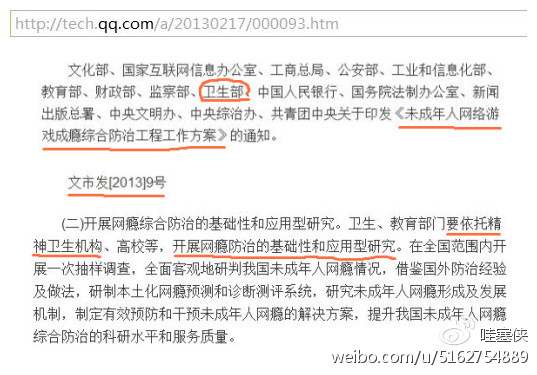 http://tech.qq.com/a/20130217/000093.htm
文化部、国家互联网信息办公室、工商总局、公安部、工业和信息化部、
教育部、财政部、监察部、卫生部、中国人民银行、国务院法制办公室、新闻
出版总署、中央文明办、中央综治办、共青团中央关于印发《未成年人网络游
戏成瘾综合防治工程工作方案》的通知。
文市发[2013]9号
(二)开展网瘾综合防治的基础性和应用型研究。卫生、教育部门要依托精
神卫生机构、高校等，开展网瘾防治的基础性和应用型研究。在全国范围内开
展一次抽样调查，全面客观地研判我国未成年人网瘾情况，借鉴国外防治经验
及做法，研制本土化网瘾预测和诊断测评系统，研究未成年人网瘾形成及发展
机制，制定有效预防和干预未成年人网瘾的解决方案，提升我国未成年人网瘾
综合防治的科研水平和服务质量。
哇塞侠
weibo.com/u/5162754889